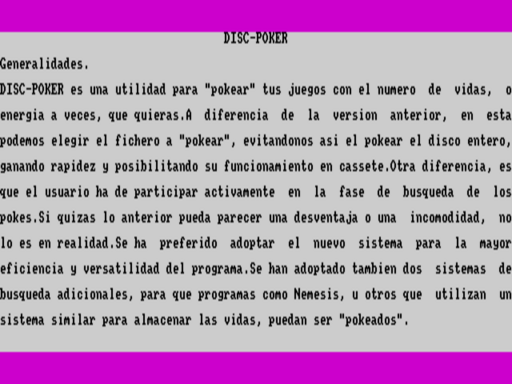 DISC-POKER
Generalidades.
DISC-POKER es una utilidad para "pokear" tus juegos con el numero de vidas, o
energia a veces, que quieras.A diferencia de la version anterior, en esta
podemos elegir el fichero a "pokear", evitandonos asi el pokear el disco entero,
ganando rapidez y posibilitando su funcionamiento en cassete.Otra diferencia, es
que el usuario ha de participar activamente en la fase de busqueda de los
pokes.Si quizas lo anterior pueda parecer una desventaja o una incomodidad, no
lo es en realidad.Se ha preferido adoptar el nuevo sistema para la mayor
eficiencia y versatilidad del programa.Se han adoptado tambien dos sistemas de
busqueda adicionales, para que programas como Nemesis, u otros que utilizan un
sistema similar para almacenar las vidas, puedan ser "pokeados".